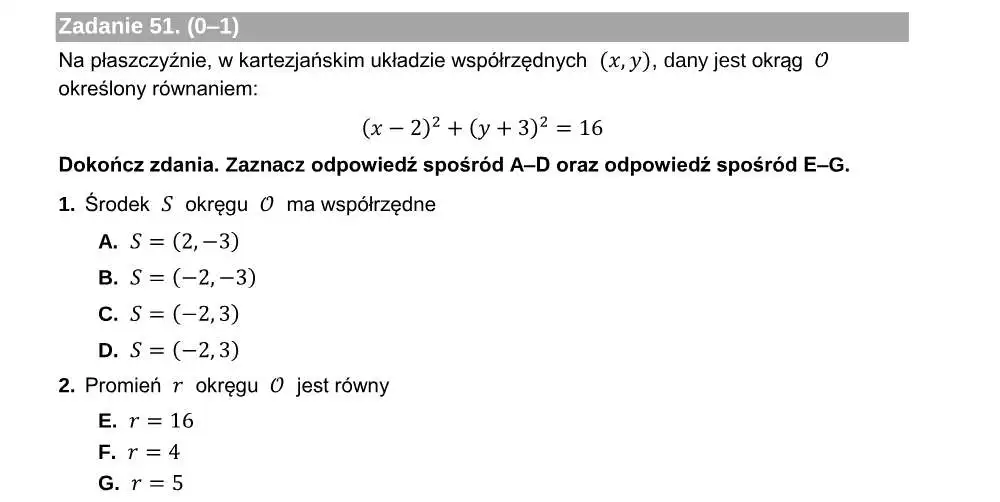 Zadanie 51. (0–1)
Na płaszczyźnie, w kartezjańskim układzie współrzędnych (x, y), dany jest okrąg 𝒪
określony równaniem:
(x − 2)² + (y + 3)² = 16
Dokończ zdania. Zaznacz odpowiedź spośród A–D oraz odpowiedź spośród E–G.
1. Środek S okręgu 𝒪 ma współrzędne
A. S = (2, −3)
B. S = (−2, −3)
C. S = (−2, 3)
D. S = (−2, 3)
2. Promień r okręgu 𝒪 jest równy
E. r = 16
F. r = 4
G. r = 5